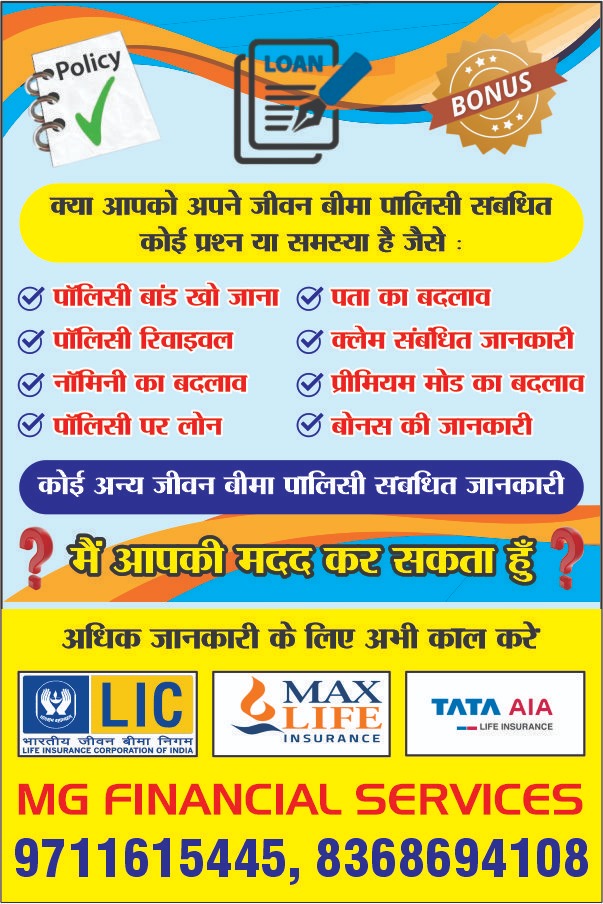 Policy
LOAN
BONUS
क्या आपको अपने जीवन बीमा पालिसी सबधित
कोई प्रश्न या समस्या है जैसे :
पॉलिसी बांड खो जाना
पता का बदलाव
पॉलिसी रिवाइवल
क्लेम संबंधित जानकारी
नॉमिनी का बदलाव
प्रीमियम मोड का बदलाव
पॉलिसी पर लोन
बोनस की जानकारी
कोई अन्य जीवन बीमा पालिसी सबधित जानकारी
? मैं आपकी मदद कर सकता हुँ ?
अधिक जानकारी के लिए अभी काल करे
LIC
भारतीय जीवन बीमा निगम
LIFE INSURANCE CORPORATION OF INDIA
MAX
LIFE
INSURANCE
TATA AIA
LIFE INSURANCE
MG FINANCIAL SERVICES
9711615445, 8368694108